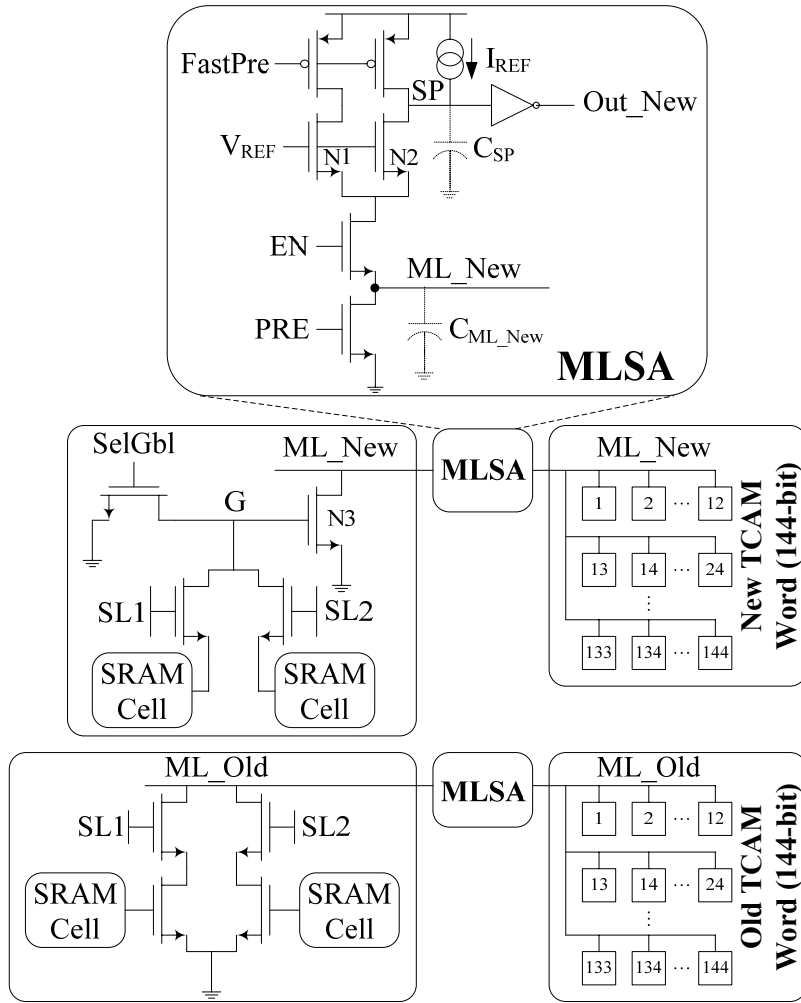 FastPre
SP
I_REF
Out_New
V_REF
N1
N2
C_SP
EN
ML_New
PRE
C_ML_New
MLSA
SelGbl
ML_New
G
N3
SL1
SL2
SRAM
Cell
SRAM
Cell
MLSA
ML_New
1 2 ··· 12
13 14 ··· 24
⋮
133 134 ··· 144
New TCAM
Word (144-bit)
ML_Old
SL1
SL2
SRAM
Cell
SRAM
Cell
MLSA
ML_Old
1 2 ··· 12
13 14 ··· 24
⋮
133 134 ··· 144
Old TCAM
Word (144-bit)